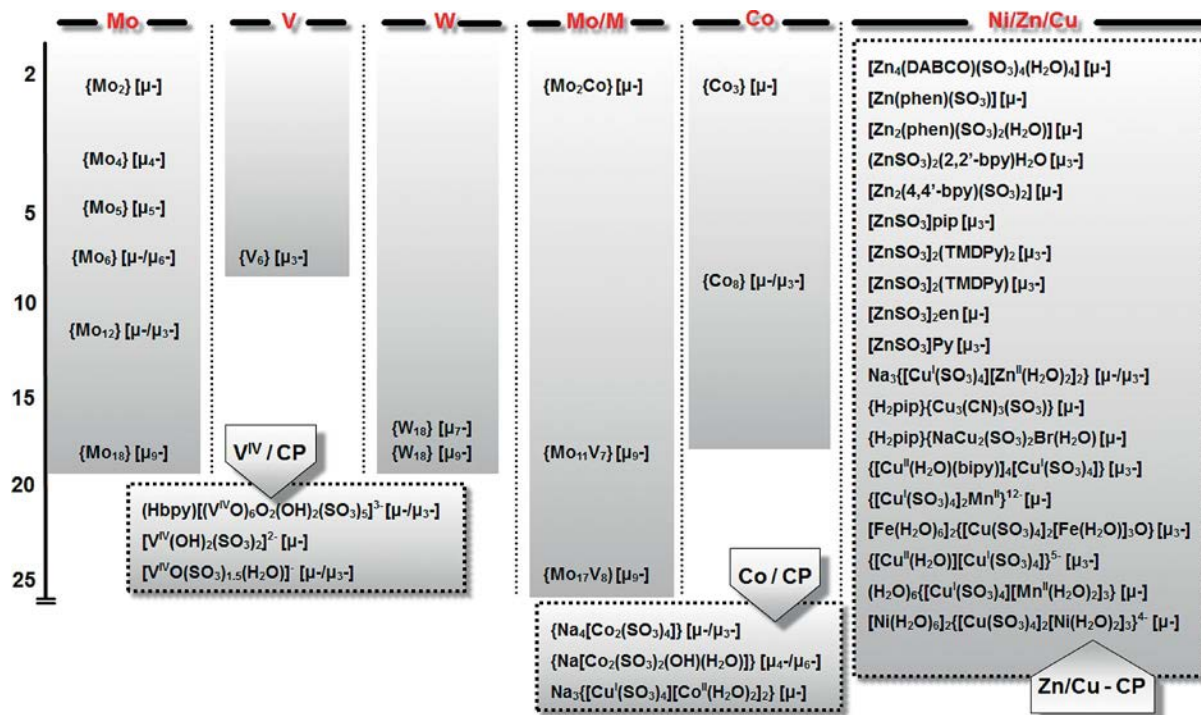 Mo V W Mo/M Co Ni/Zn/Cu
2
5
10
15
20
25
{Mo₂} [µ-]
{Mo₄} [µ₄-]
{Mo₅} [µ₅-]
{Mo₆} [µ-/µ₆-]
{Mo₁₂} [µ-/µ₃-]
{Mo₁₈} [µ₉-]
{V₆} [µ₃-]
V^IV / CP
(Hbpy)[(V^IVO)₆O₂(OH)₂(SO₃)₅]³⁻ [µ-/µ₃-]
[V^IV(OH)₂(SO₃)₂]²⁻ [µ-]
[V^IVO(SO₃)₁.₅(H₂O)]⁻ [µ-/µ₃-]
{W₁₈} [µ₇-]
{W₁₈} [µ₉-]
{Mo₂Co} [µ-]
{Mo₁₁V₇} [µ₉-]
{Mo₁₇V₈) [µ₉-]
{Co₃} [µ-]
{Co₈} [µ-/µ₃-]
Co / CP
{Na₄[Co₂(SO₃)₄]} [µ-/µ₃-]
{Na[Co₂(SO₃)₂(OH)(H₂O)]} [µ₄-/µ₆-]
Na₃{[Cu^I(SO₃)₄][Co^II(H₂O)₂]₂} [µ-]
[Zn₄(DABCO)(SO₃)₄(H₂O)₄] [µ-]
[Zn(phen)(SO₃)] [µ-]
[Zn₂(phen)(SO₃)₂(H₂O)] [µ-]
(ZnSO₃)₂(2,2'-bpy)H₂O [µ₃-]
[Zn₂(4,4'-bpy)(SO₃)₂] [µ-]
[ZnSO₃]pip [µ₃-]
[ZnSO₃]₂(TMDPy)₂ [µ₃-]
[ZnSO₃]₂(TMDPy) [µ₃-]
[ZnSO₃]₂en [µ-]
[ZnSO₃]Py [µ₃-]
Na₃{[Cu^I(SO₃)₄][Zn^II(H₂O)₂]₂} [µ-/µ₃-]
{H₂pip}{Cu₃(CN)₃(SO₃)} [µ-]
{H₂pip}{NaCu₂(SO₃)₂Br(H₂O) [µ-]
{[Cu^II(H₂O)(bipy)]₄[Cu^I(SO₃)₄]} [µ₃-]
{[Cu^I(SO₃)₄]₂Mn^II}¹²⁻ [µ-]
[Fe(H₂O)₆]₂{[Cu(SO₃)₄]₂[Fe(H₂O)]₃O} [µ₃-]
{[Cu^II(H₂O)][Cu^I(SO₃)₄]}⁵⁻ [µ₃-]
(H₂O)₆{[Cu^I(SO₃)₄][Mn^II(H₂O)₂]₃} [µ-]
[Ni(H₂O)₆]₂{[Cu(SO₃)₄]₂[Ni(H₂O)₂]₃}⁴⁻ [µ-]
Zn/Cu - CP